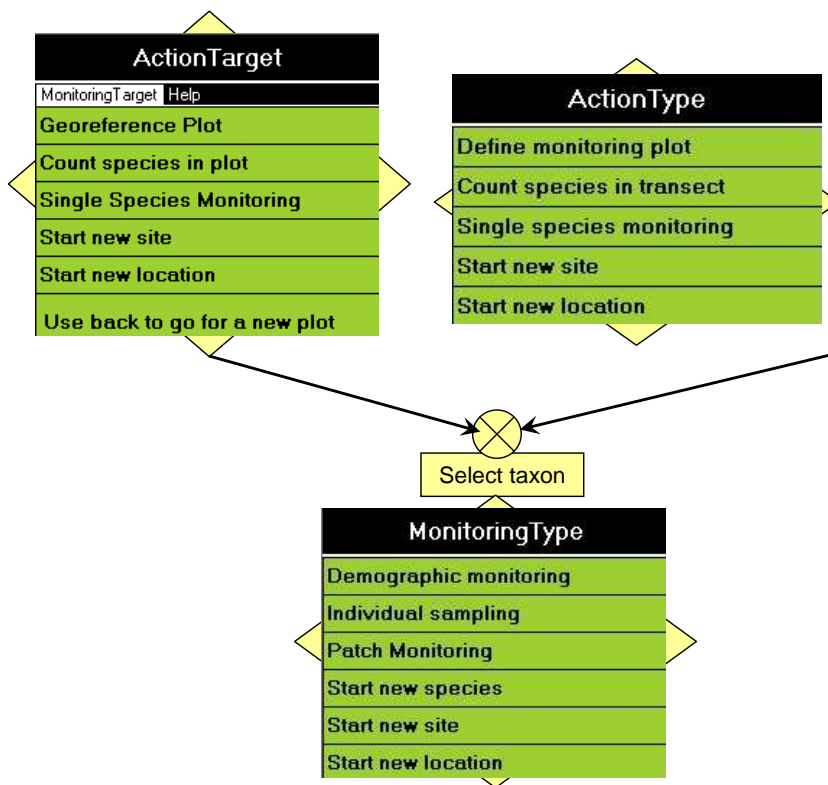 ActionTarget
MonitoringTarget Help
Georeference Plot
Count species in plot
Single Species Monitoring
Start new site
Start new location
Use back to go for a new plot
ActionType
Define monitoring plot
Count species in transect
Single species monitoring
Start new site
Start new location
Select taxon
MonitoringType
Demographic monitoring
Individual sampling
Patch Monitoring
Start new species
Start new site
Start new location